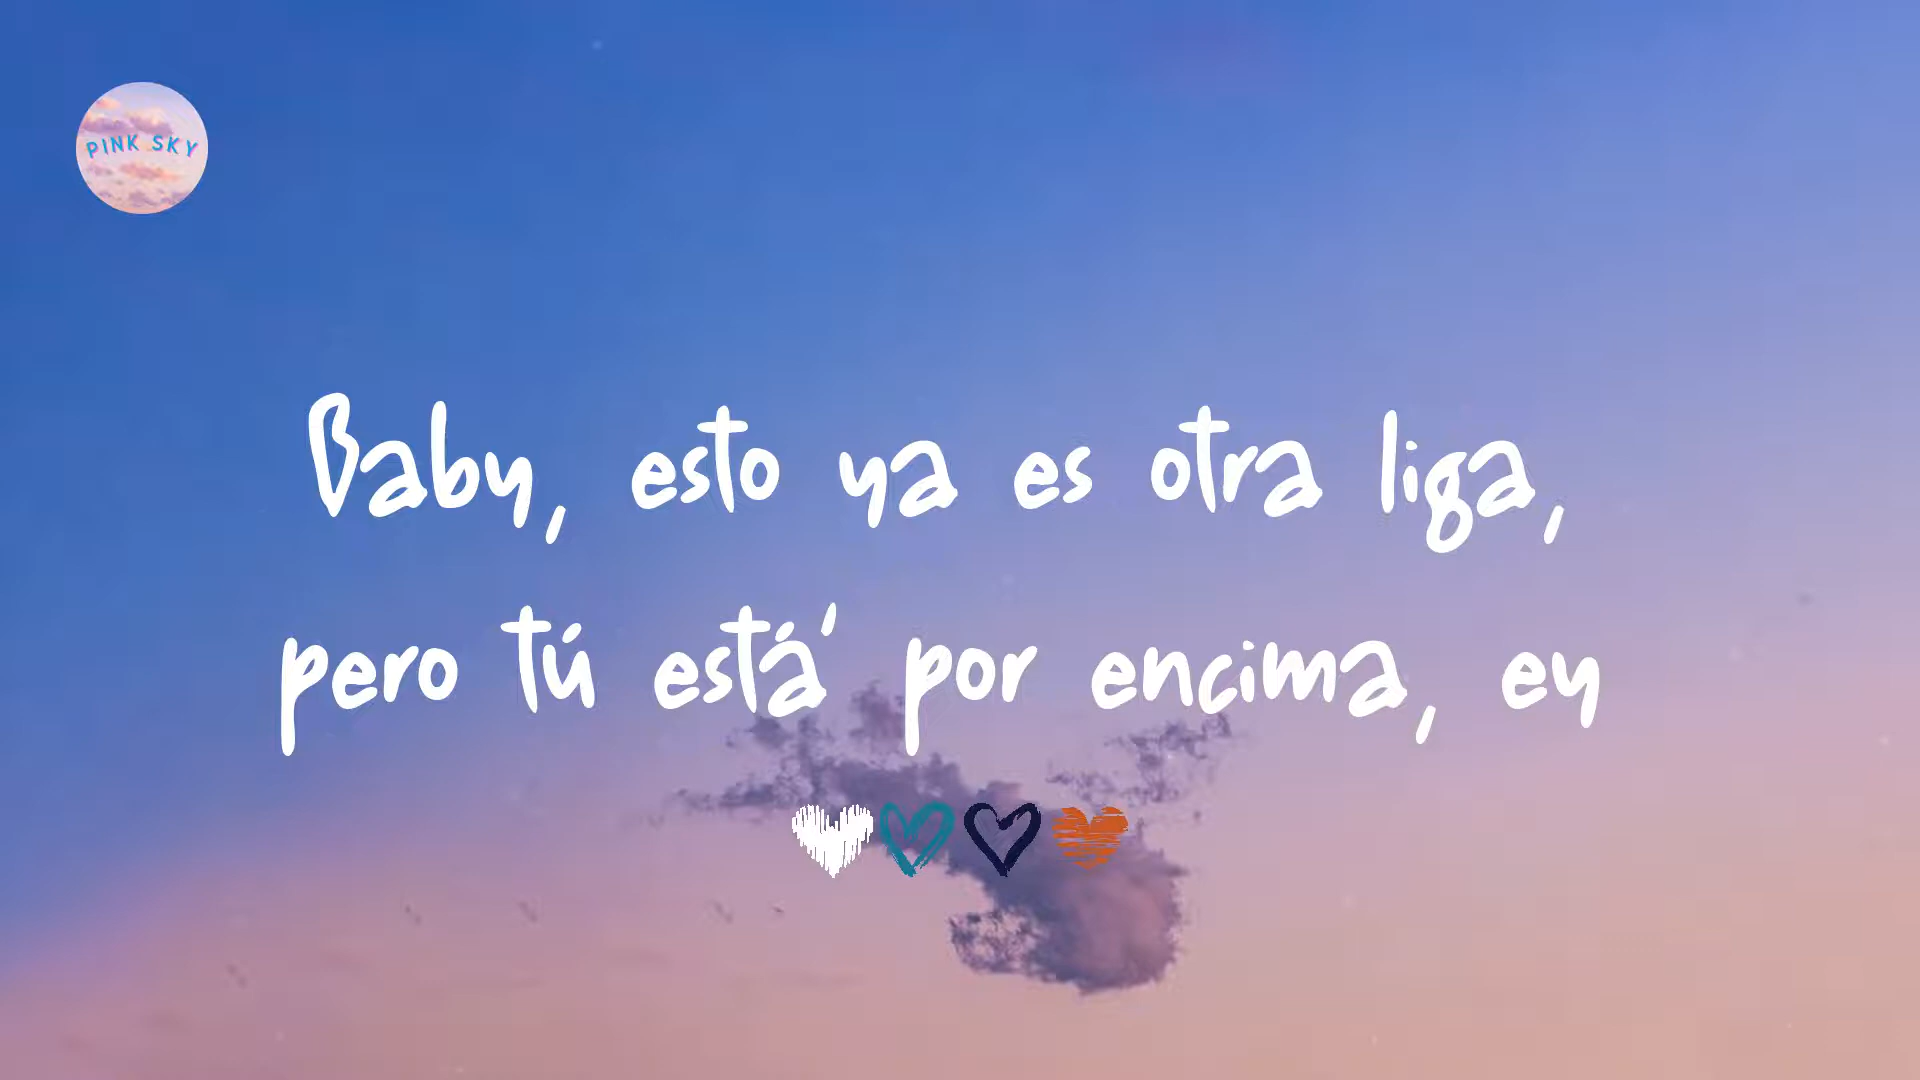 PINK SKY
Baby, esto ya es otra liga,
pero tú está' por encima, ey